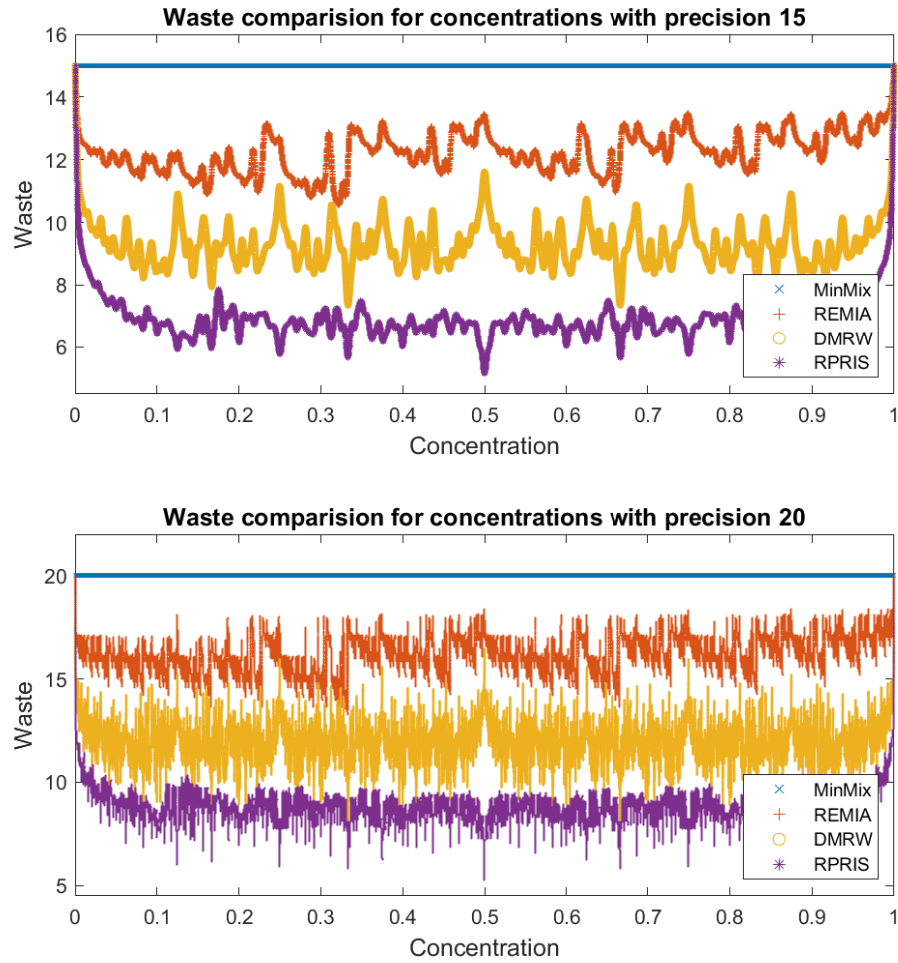 Waste comparision for concentrations with precision 15
16
14
12
10
8
6
Waste
MinMix
REMIA
DMRW
RPRIS
0 0.1 0.2 0.3 0.4 0.5 0.6 0.7 0.8 0.9 1
Concentration
Waste comparision for concentrations with precision 20
20
15
10
5
Waste
MinMix
REMIA
DMRW
RPRIS
0 0.1 0.2 0.3 0.4 0.5 0.6 0.7 0.8 0.9 1
Concentration